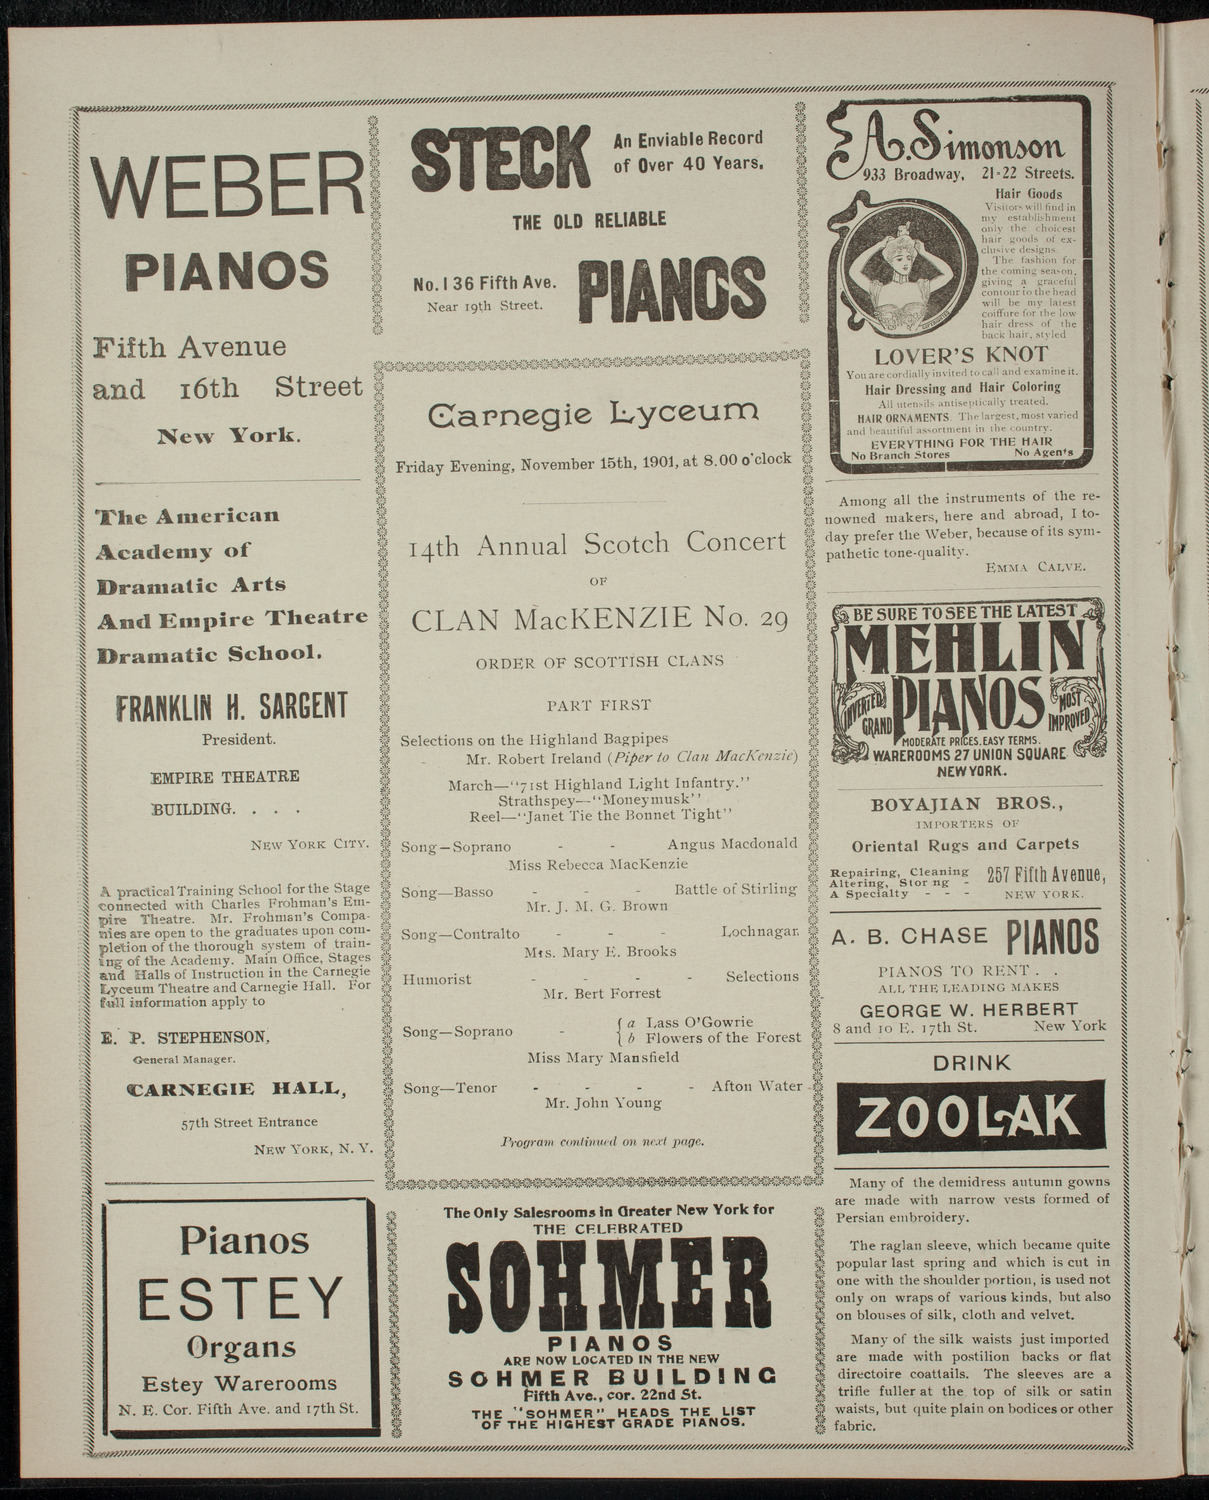 WEBER
PIANOS
Fifth Avenue
and 16th Street
New York.
The American
Academy of
Dramatic Arts
And Empire Theatre
Dramatic School.
FRANKLIN H. SARGENT
President.
EMPIRE THEATRE
BUILDING. . . .
NEW YORK CITY.
A practical Training School for the Stage
connected with Charles Frohman's Em-
pire Theatre. Mr. Frohman's Compa-
nies are open to the graduates upon com-
pletion of the thorough system of train-
ing of the Academy. Main Office, Stages
and Halls of Instruction in the Carnegie
Lyceum Theatre and Carnegie Hall. For
full information apply to
E. P. STEPHENSON,
General Manager.
CARNEGIE HALL,
57th Street Entrance
NEW YORK, N. Y.
Pianos
ESTEY
Organs
Estey Warerooms
N. E. Cor. Fifth Ave. and 17th St.
STECK
An Enviable Record
of Over 40 Years.
THE OLD RELIABLE
No. 136 Fifth Ave.
Near 19th Street.
PIANOS
Carnegie Lyceum
Friday Evening, November 15th, 1901, at 8.00 o'clock
14th Annual Scotch Concert
OF
CLAN MacKENZIE No. 29
ORDER OF SCOTTISH CLANS
PART FIRST
Selections on the Highland Bagpipes
Mr. Robert Ireland (Piper to Clan MacKenzie)
March—"71st Highland Light Infantry."
Strathspey—"Moneymusk"
Reel—"Janet Tie the Bonnet Tight"
Song—Soprano - - Angus Macdonald
Miss Rebecca MacKenzie
Song—Basso - - - Battle of Stirling
Mr. J. M. G. Brown
Song—Contralto - - - Lochnagar.
Mrs. Mary E. Brooks
Humorist - - - - Selections
Mr. Bert Forrest
Song—Soprano - { a Lass O'Gowrie
{ b Flowers of the Forest
Miss Mary Mansfield
Song—Tenor - - - - Afton Water
Mr. John Young
Program continued on next page.
The Only Salesrooms in Greater New York for
THE CELEBRATED
SOHMER
PIANOS
ARE NOW LOCATED IN THE NEW
SOHMER BUILDING
Fifth Ave., cor. 22nd St.
THE "SOHMER" HEADS THE LIST
OF THE HIGHEST GRADE PIANOS.
A. Simonson
933 Broadway, 21-22 Streets.
Hair Goods
Visitors will find in
my establishment
only the choicest
hair goods of ex-
clusive designs.
The fashion for
the coming season,
giving a graceful
contour to the head
will be my latest
coiffure for the low
hair dress of the
back hair, styled
LOVER'S KNOT
You are cordially invited to call and examine it.
Hair Dressing and Hair Coloring
All utensils antiseptically treated.
HAIR ORNAMENTS. The largest, most varied
and beautiful assortment in the country.
EVERYTHING FOR THE HAIR
No Branch Stores No Agents
Among all the instruments of the re-
nowned makers, here and abroad, I to-
day prefer the Weber, because of its sym-
pathetic tone-quality.
EMMA CALVE.
BE SURE TO SEE THE LATEST
MEHLIN
INVERTED
GRAND
PIANOS
MOST
IMPROVED
MODERATE PRICES. EASY TERMS.
WAREROOMS 27 UNION SQUARE
NEW YORK.
BOYAJIAN BROS.,
IMPORTERS OF
Oriental Rugs and Carpets
Repairing, Cleaning
Altering, Stor ng -
A Specialty - - -
257 Fifth Avenue,
NEW YORK.
A. B. CHASE PIANOS
PIANOS TO RENT . .
ALL THE LEADING MAKES
GEORGE W. HERBERT
8 and 10 E. 17th St. New York
DRINK
ZOOLAK
Many of the demidress autumn gowns
are made with narrow vests formed of
Persian embroidery.
The raglan sleeve, which became quite
popular last spring and which is cut in
one with the shoulder portion, is used not
only on wraps of various kinds, but also
on blouses of silk, cloth and velvet.
Many of the silk waists just imported
are made with postilion backs or flat
directoire coattails. The sleeves are a
trifle fuller at the top of silk or satin
waists, but quite plain on bodices or other
fabric.